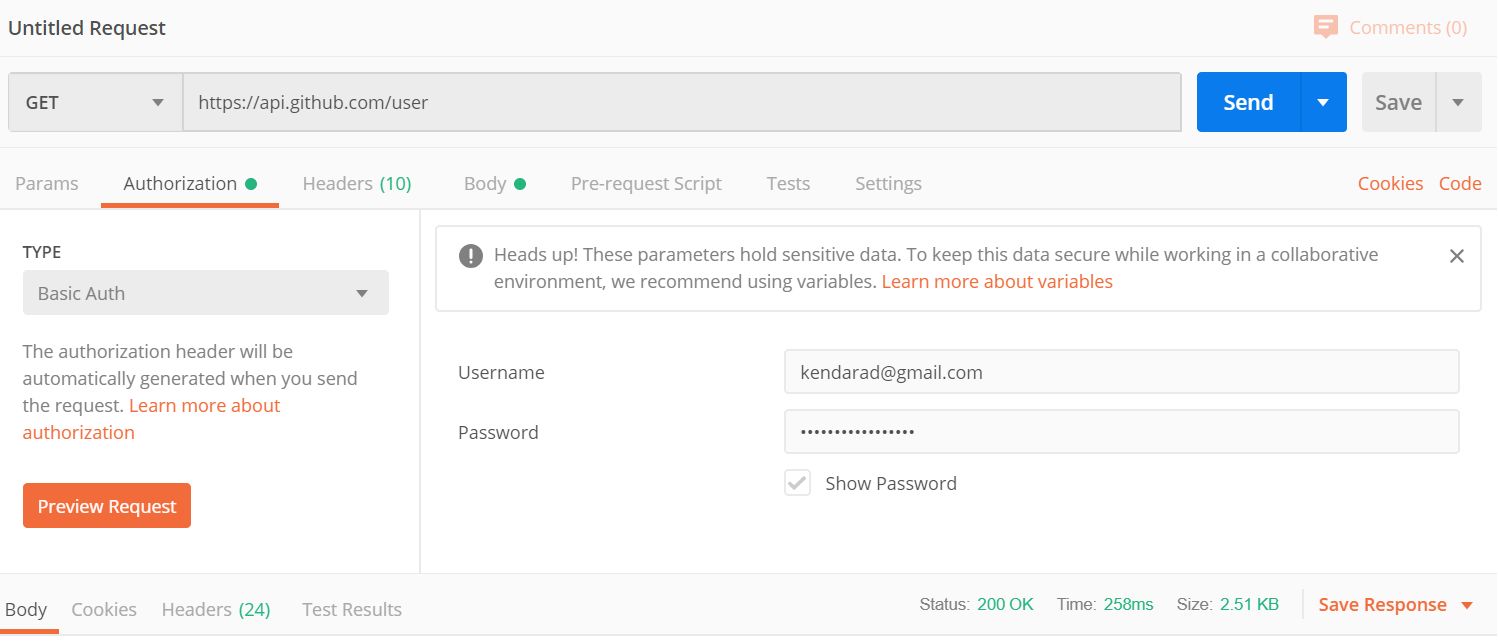 Untitled Request
Comments (0)
GET
https://api.github.com/user
Send
Save
Params
Authorization
Headers (10)
Body
Pre-request Script
Tests
Settings
Cookies
Code
TYPE
Basic Auth
The authorization header will be
automatically generated when you send
the request. Learn more about
authorization
Preview Request
Heads up! These parameters hold sensitive data. To keep this data secure while working in a collaborative
environment, we recommend using variables. Learn more about variables
Username
kendarad@gmail.com
Password
•••••••••••••••••
Show Password
Body
Cookies
Headers (24)
Test Results
Status: 200 OK
Time: 258ms
Size: 2.51 KB
Save Response